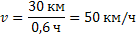 v = 30 км / 0,6 ч = 50 км/ч